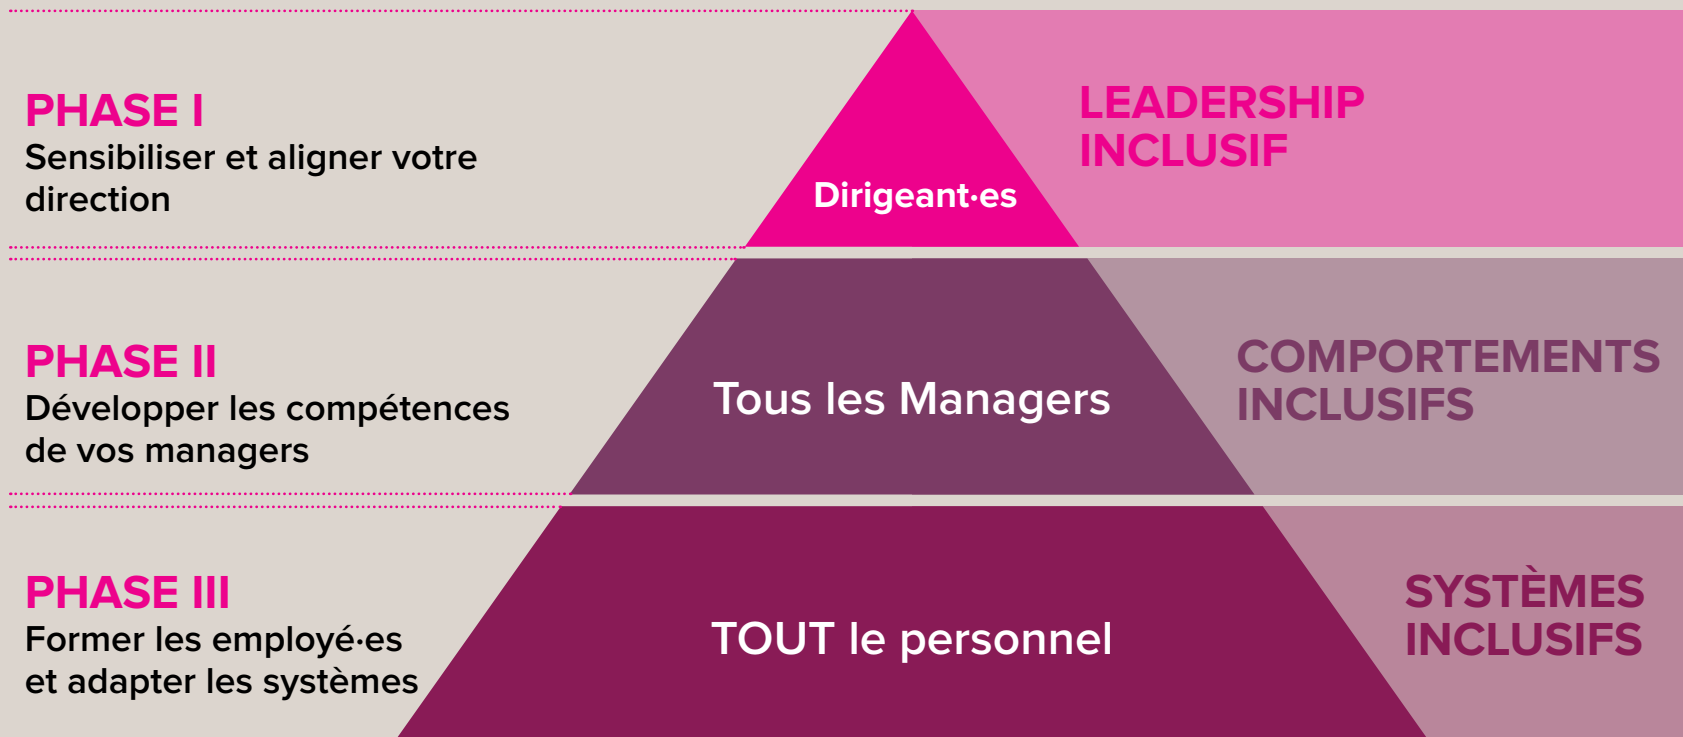 PHASE I
Sensibiliser et aligner votre
direction
Dirigeant·es
LEADERSHIP
INCLUSIF
PHASE II
Développer les compétences
de vos managers
Tous les Managers
COMPORTEMENTS
INCLUSIFS
PHASE III
Former les employé·es
et adapter les systèmes
TOUT le personnel
SYSTÈMES
INCLUSIFS